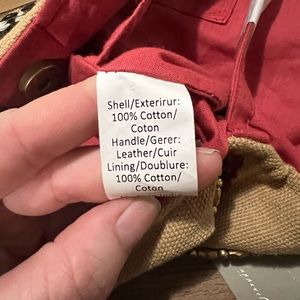 Shell/Exterirur:
100% Cotton/
Coton
Handle/Gerer:
Leather/Cuir
Lining/Doublure:
100% Cotton/
Coton